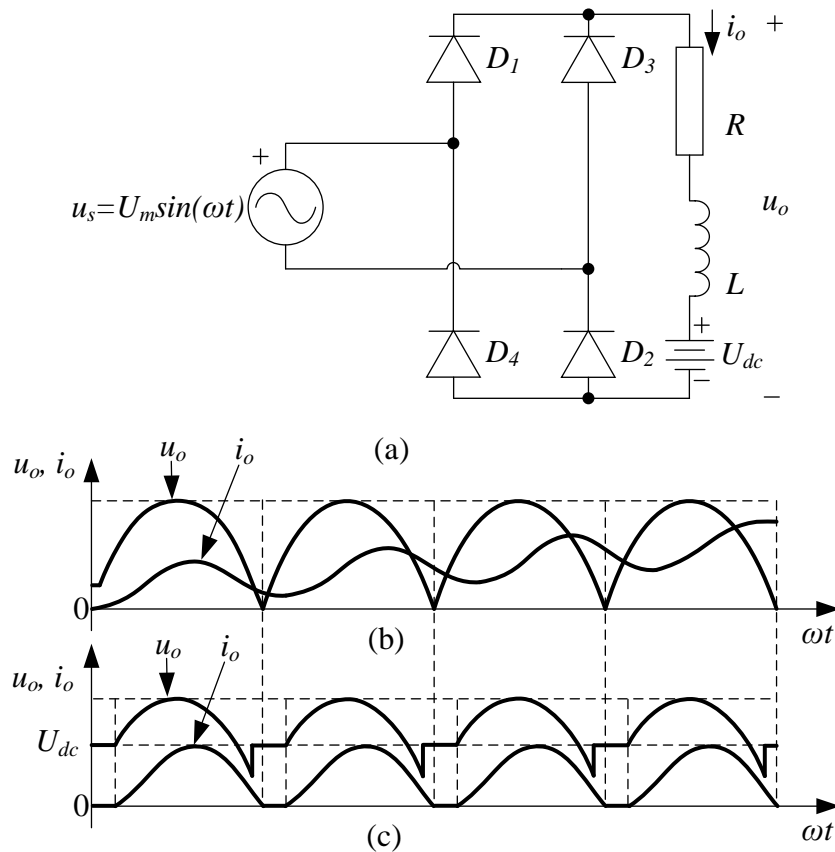 i_o +
D_1 D_3
R
+
u_s=U_m sin(ωt)
u_o
L
+
D_4 D_2 U_dc
−
−
(a)
u_o, i_o
u_o i_o
0
ωt
(b)
u_o, i_o
u_o i_o
U_dc
0
ωt
(c)